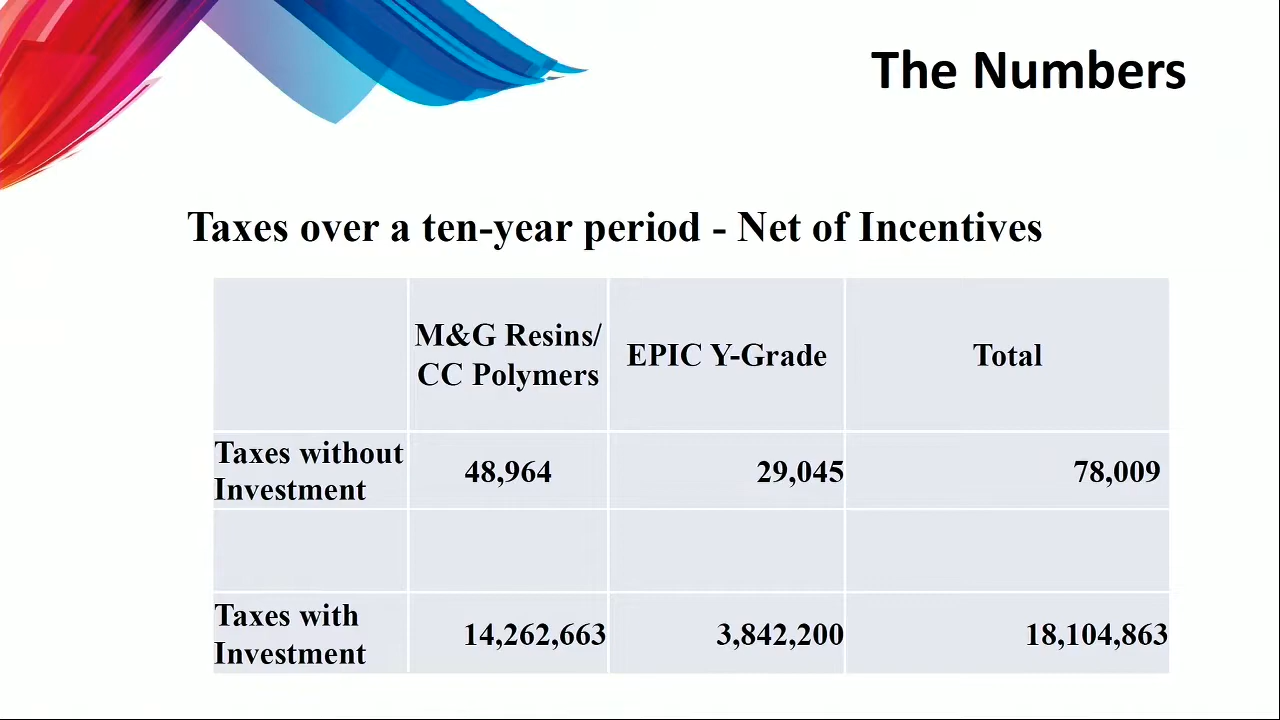 The Numbers
Taxes over a ten-year period - Net of Incentives
M&G Resins/
CC Polymers
EPIC Y-Grade
Total
Taxes without
Investment
48,964
29,045
78,009
Taxes with
Investment
14,262,663
3,842,200
18,104,863